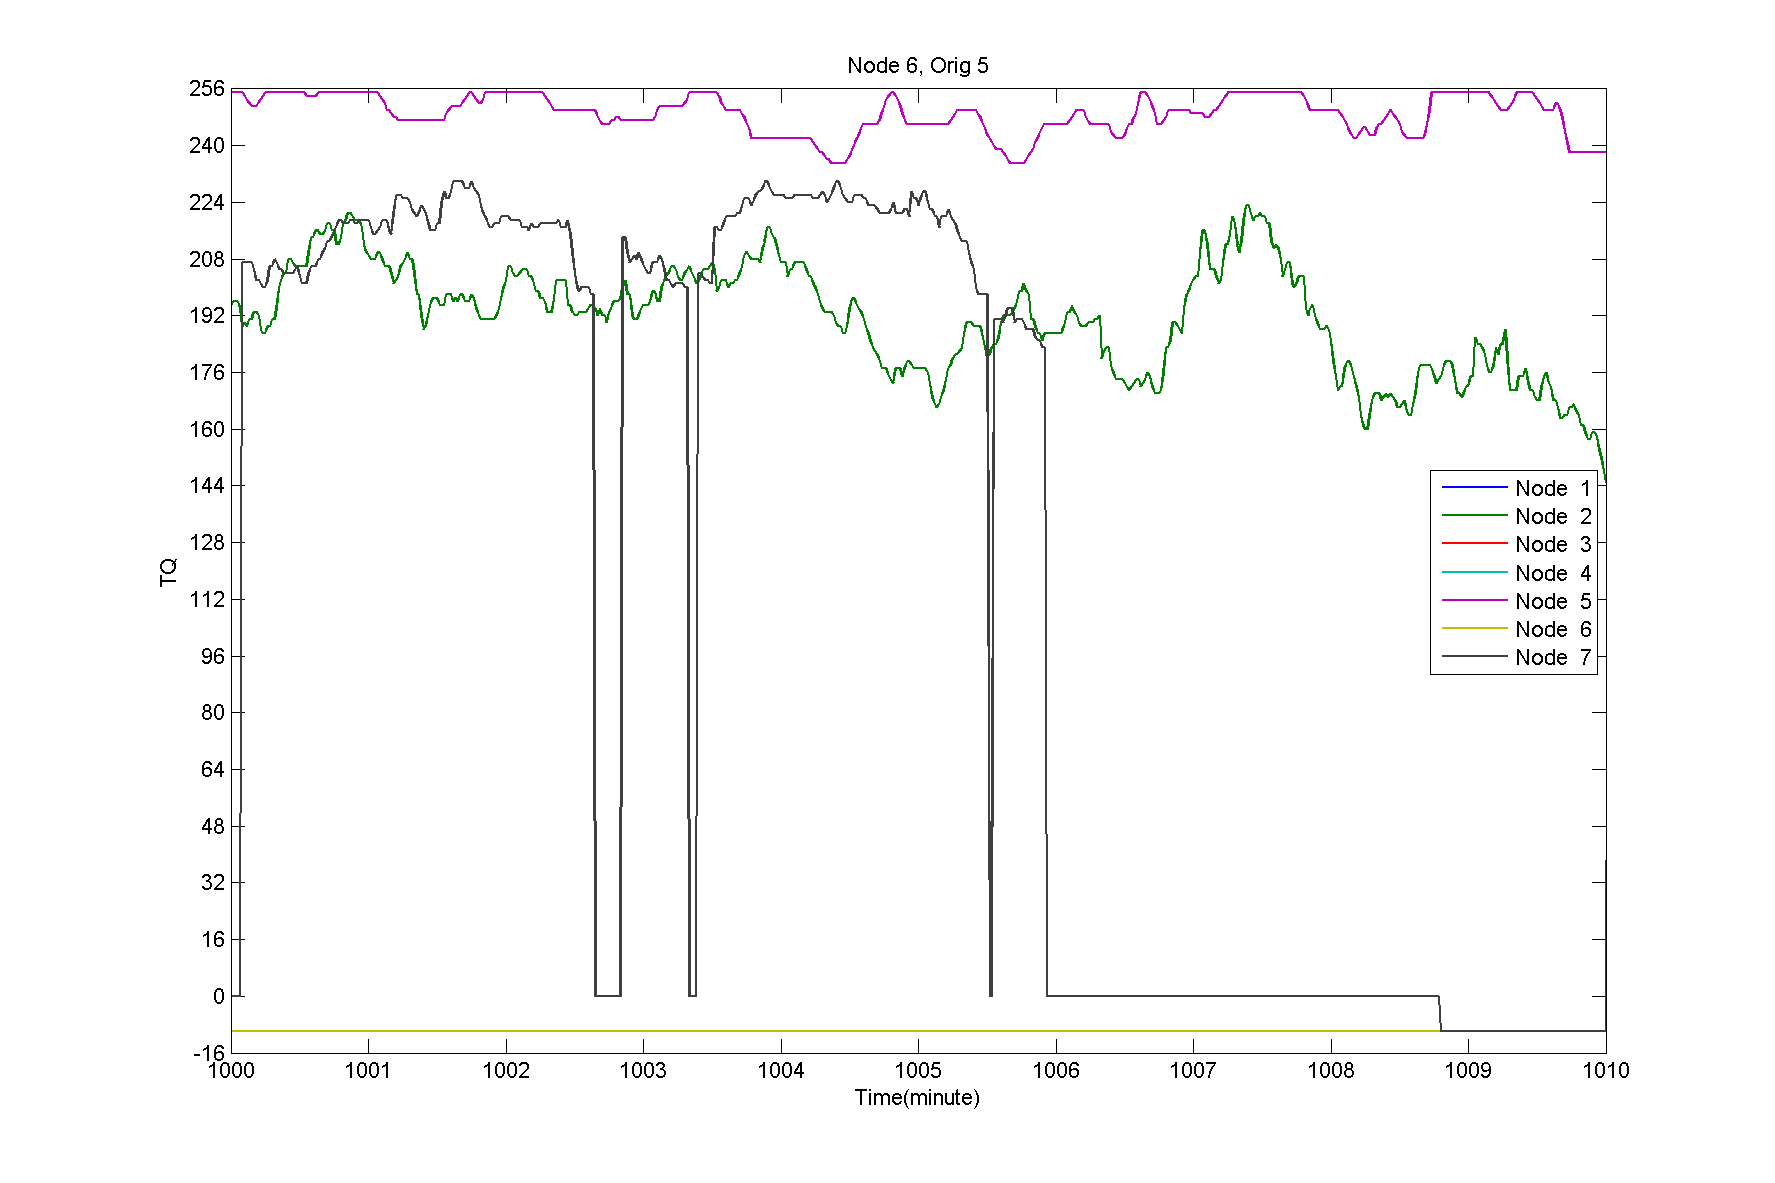 Node 6, Orig 5
256
240
224
208
192
176
160
144
128
112
96
80
64
48
32
16
0
-16
TQ
Node 1
Node 2
Node 3
Node 4
Node 5
Node 6
Node 7
1000 1001 1002 1003 1004 1005 1006 1007 1008 1009 1010
Time(minute)